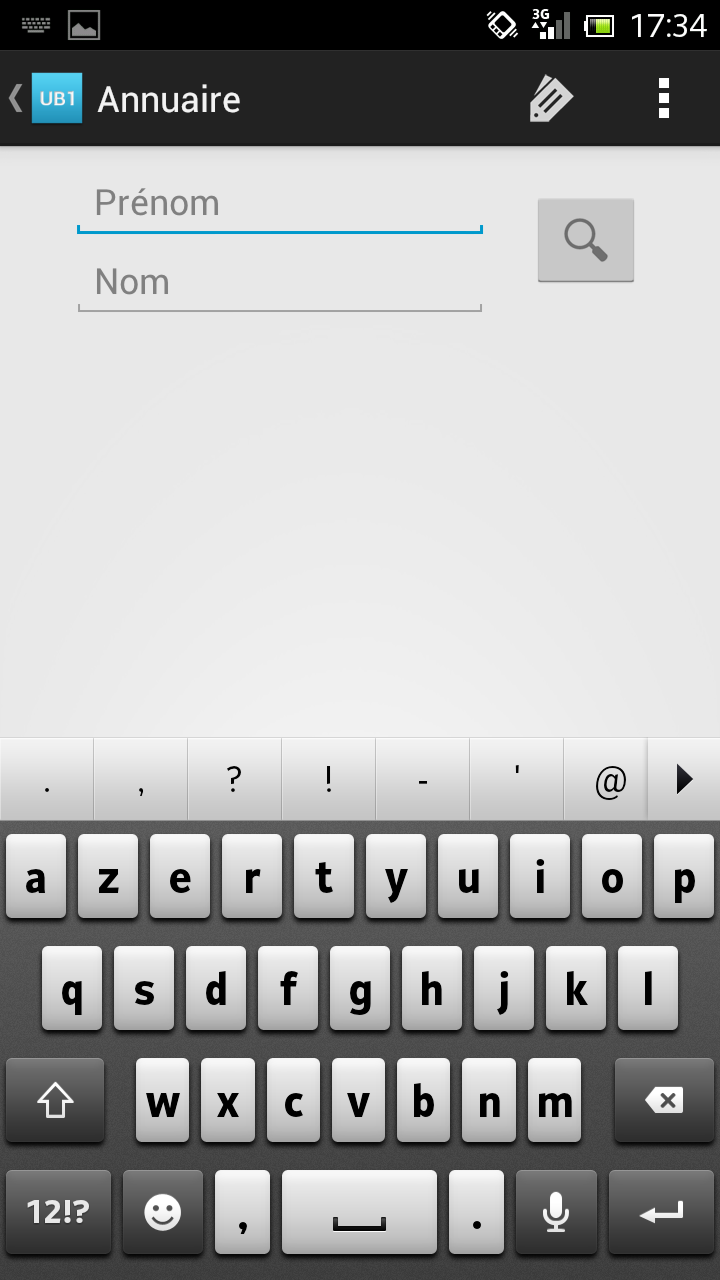 3G 17:34
UB1 Annuaire
Prénom
Nom
. , ? ! - ' @
a z e r t y u i o p
q s d f g h j k l
w x c v b n m
12!? , .